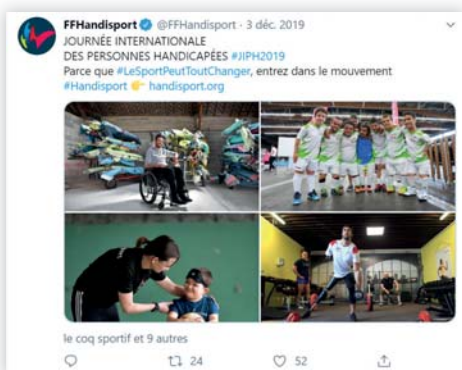 FFHandisport @FFHandisport · 3 déc. 2019
JOURNÉE INTERNATIONALE
DES PERSONNES HANDICAPÉES #JIPH2019
Parce que #LeSportPeutToutChanger, entrez dans le mouvement
#Handisport 👉 handisport.org
le coq sportif et 9 autres
24 52